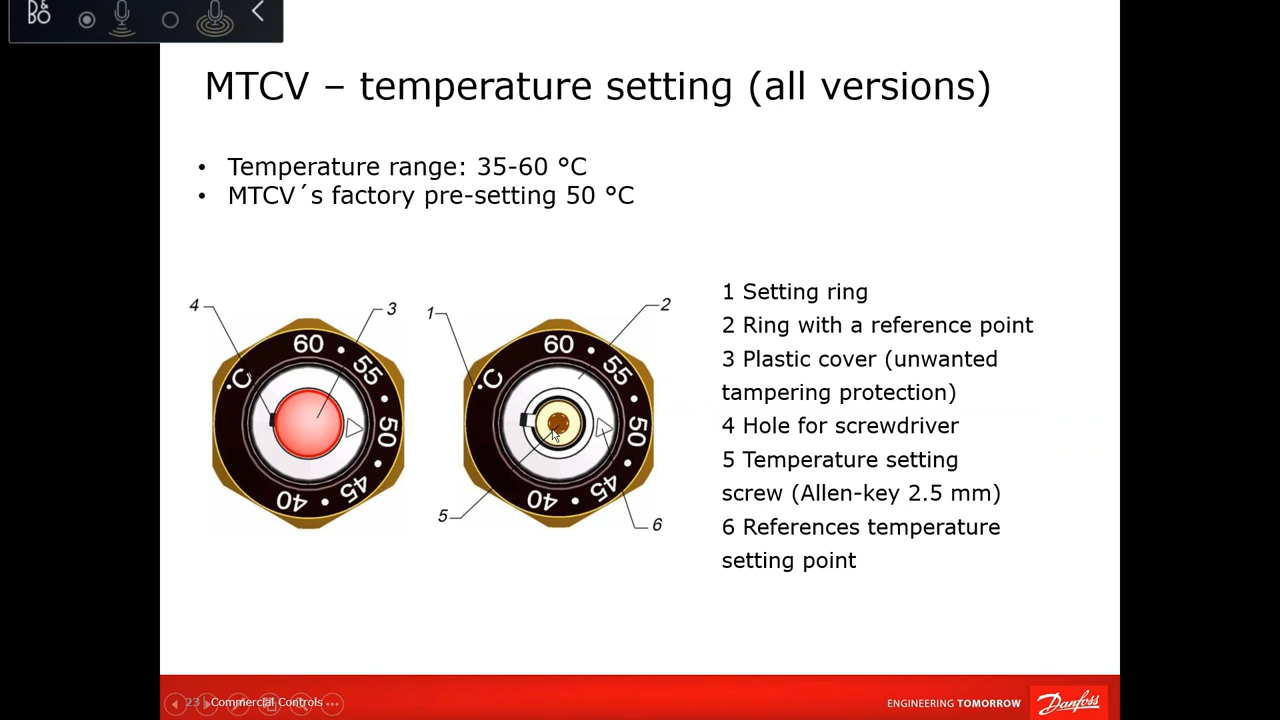 MTCV – temperature setting (all versions)
• Temperature range: 35-60 °C
• MTCV´s factory pre-setting 50 °C
4
3
1
2
60 • 55 • 50 • 45 • 40
°C
60 • 55 • 50 • 45 • 40
°C
5
6
1 Setting ring
2 Ring with a reference point
3 Plastic cover (unwanted
tampering protection)
4 Hole for screwdriver
5 Temperature setting
screw (Allen-key 2.5 mm)
6 References temperature
setting point
23 Commercial Controls
ENGINEERING TOMORROW
Danfoss